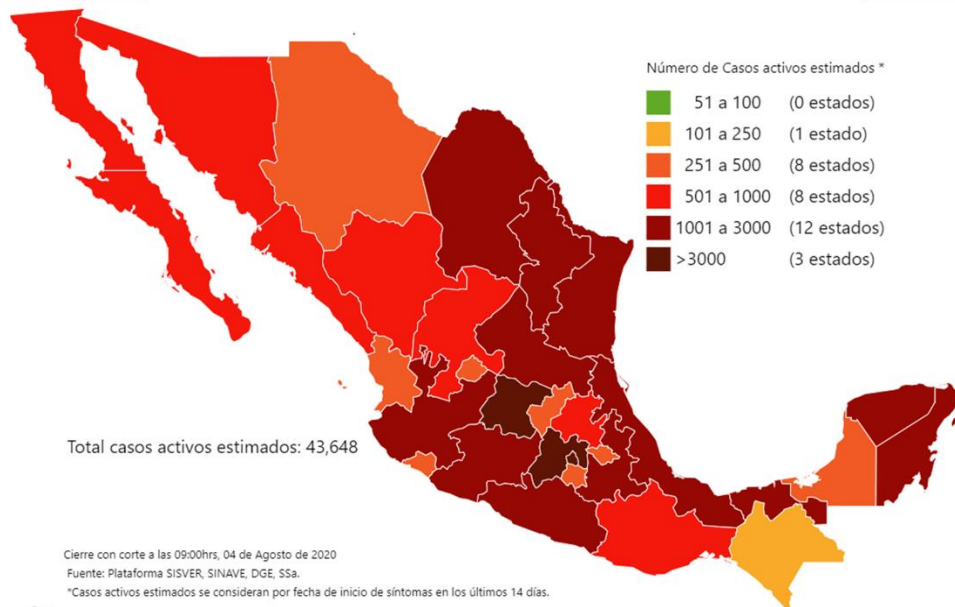 Número de Casos activos estimados *
51 a 100 (0 estados)
101 a 250 (1 estado)
251 a 500 (8 estados)
501 a 1000 (8 estados)
1001 a 3000 (12 estados)
>3000 (3 estados)
Total casos activos estimados: 43,648
Cierre con corte a las 09:00hrs, 04 de Agosto de 2020
Fuente: Plataforma SISVER, SINAVE, DGE, SSa.
*Casos activos estimados se consideran por fecha de inicio de síntomas en los últimos 14 días.